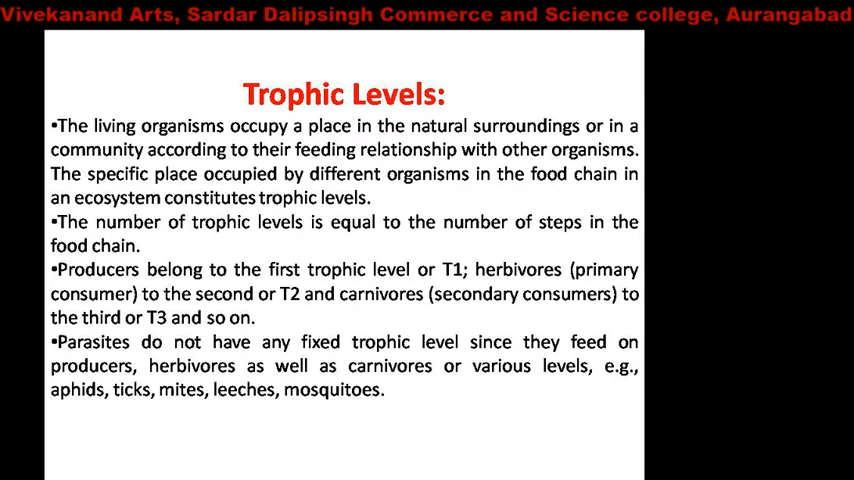 Vivekanand Arts, Sardar Dalipsingh Commerce and Science college, Aurangabad
Trophic Levels:
•The living organisms occupy a place in the natural surroundings or in a
community according to their feeding relationship with other organisms.
The specific place occupied by different organisms in the food chain in
an ecosystem constitutes trophic levels.
•The number of trophic levels is equal to the number of steps in the
food chain.
•Producers belong to the first trophic level or T1; herbivores (primary
consumer) to the second or T2 and carnivores (secondary consumers) to
the third or T3 and so on.
•Parasites do not have any fixed trophic level since they feed on
producers, herbivores as well as carnivores or various levels, e.g.,
aphids, ticks, mites, leeches, mosquitoes.